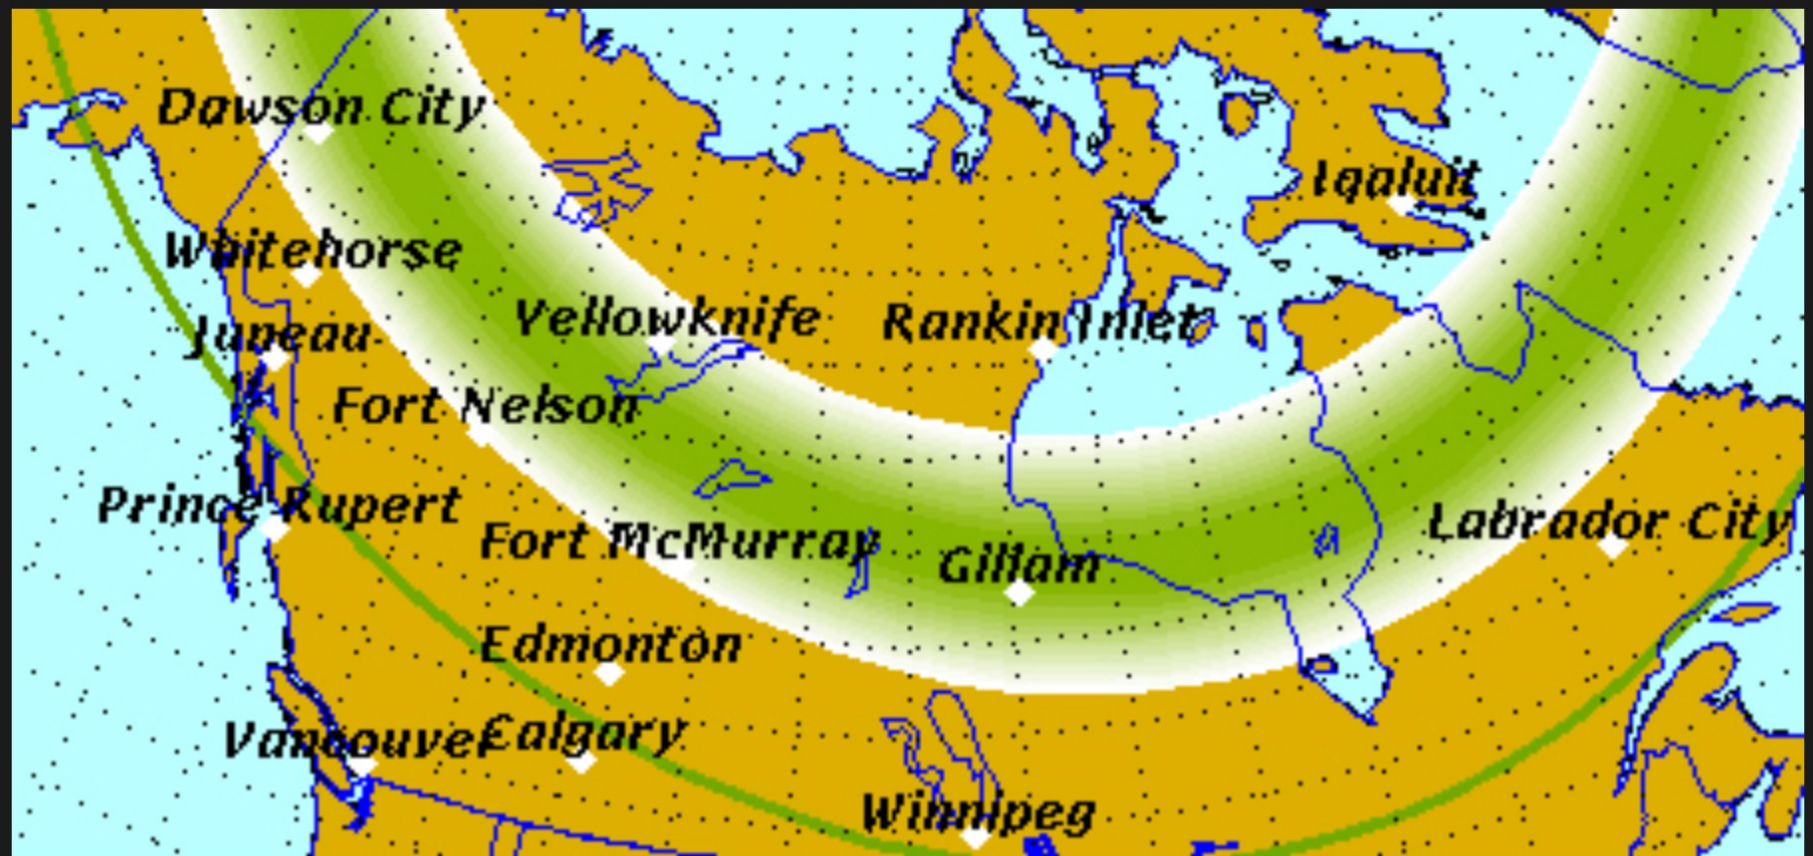 Dawson City
Iqaluit
Whitehorse
Yellowknife
Rankin Inlet
Juneau
Fort Nelson
Prince Rupert
Labrador City
Fort McMurray
Gillam
Edmonton
Vancouver
Calgary
Winnipeg